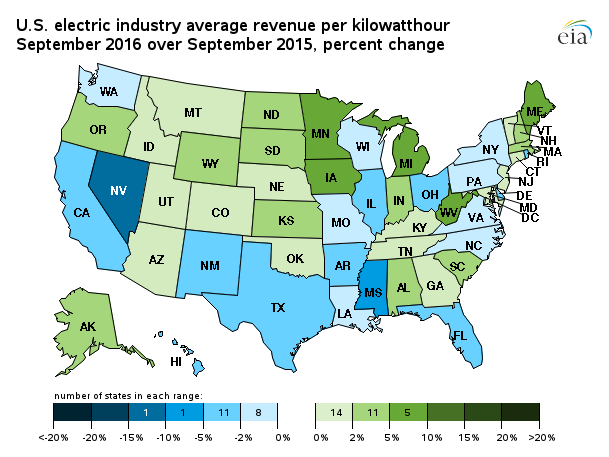 U.S. electric industry average revenue per kilowatthour
September 2016 over September 2015, percent change
eia
WA
MT
ND
MN
ME
OR
ID
WY
SD
WI
MI
NY
VT
NH
MA
RI
CT
NJ
NV
UT
CO
NE
IA
IL
IN
OH
PA
DE
MD
DC
CA
KS
MO
KY
WV
VA
AZ
NM
OK
AR
TN
NC
SC
TX
LA
MS
AL
GA
FL
AK
HI
number of states in each range:
1 1 11 8 14 11 5
<-20% -20% -15% -10% -5% -2% 0% 0% 2% 5% 10% 15% 20% >20%